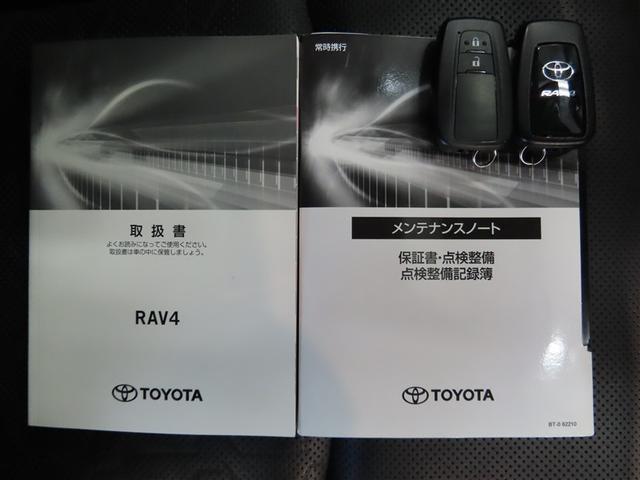 取扱書
よくお読みになってご使用ください。
取扱書は車の中に保管しましょう。
RAV4
TOYOTA
常時携行
メンテナンスノート
保証書・点検整備
点検整備記録簿
TOYOTA
BT-0 62210
RAV4